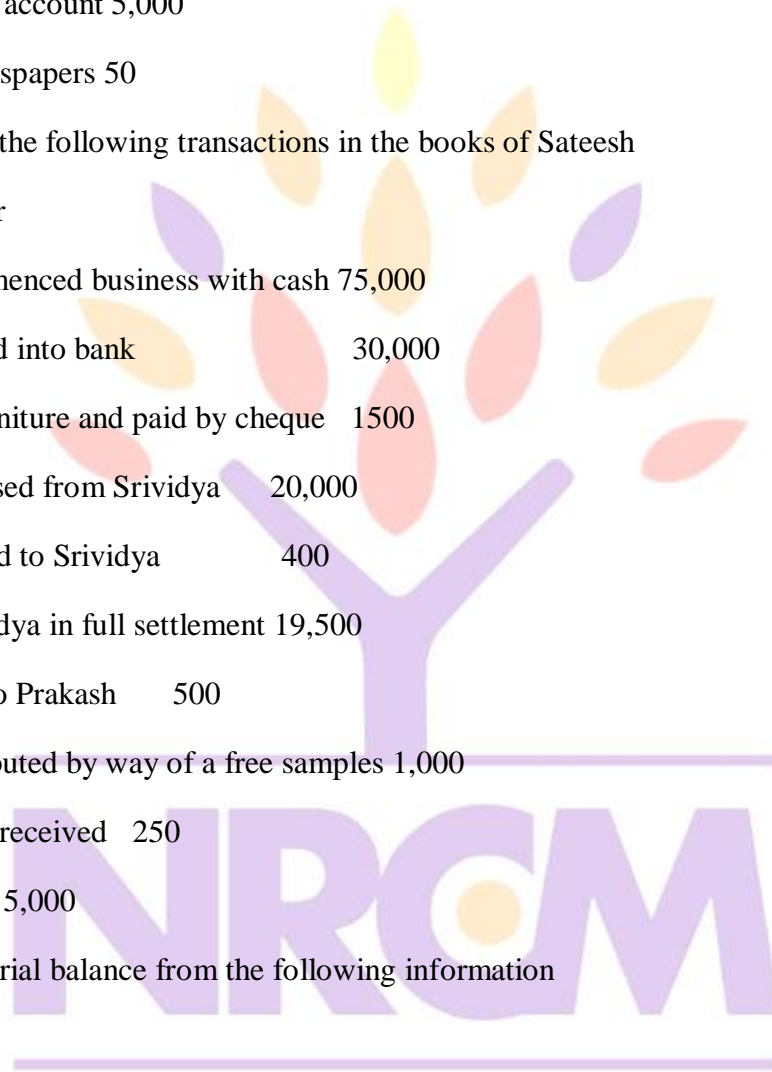 account 5,000
spapers 50
the following transactions in the books of Sateesh
r
nenced business with cash 75,000
d into bank 30,000
niture and paid by cheque 1500
sed from Srividya 20,000
d to Srividya 400
dya in full settlement 19,500
o Prakash 500
outed by way of a free samples 1,000
received 250
5,000
rial balance from the following information
NRCM